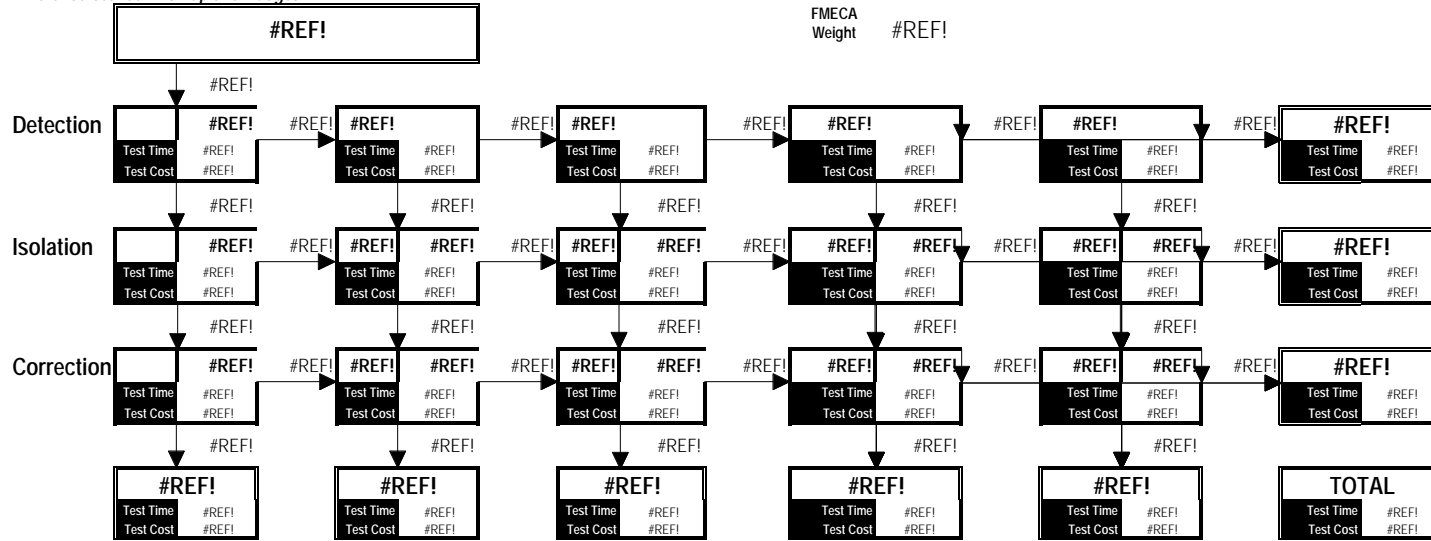 #REF!
FMECA
Weight #REF!
#REF!
Detection #REF! #REF! #REF! #REF! #REF! #REF! #REF! #REF! #REF! #REF! #REF!
Test Time #REF! Test Time #REF! Test Time #REF! Test Time #REF! Test Time #REF! Test Time #REF!
Test Cost #REF! Test Cost #REF! Test Cost #REF! Test Cost #REF! Test Cost #REF! Test Cost #REF!
#REF! #REF! #REF! #REF! #REF!
Isolation #REF! #REF! #REF! #REF! #REF! #REF! #REF! #REF! #REF! #REF! #REF! #REF! #REF! #REF! #REF!
Test Time #REF! Test Time #REF! Test Time #REF! Test Time #REF! Test Time #REF! Test Time #REF!
Test Cost #REF! Test Cost #REF! Test Cost #REF! Test Cost #REF! Test Cost #REF! Test Cost #REF!
#REF! #REF! #REF! #REF! #REF!
Correction #REF! #REF! #REF! #REF! #REF! #REF! #REF! #REF! #REF! #REF! #REF! #REF! #REF! #REF! #REF!
Test Time #REF! Test Time #REF! Test Time #REF! Test Time #REF! Test Time #REF! Test Time #REF!
Test Cost #REF! Test Cost #REF! Test Cost #REF! Test Cost #REF! Test Cost #REF! Test Cost #REF!
#REF! #REF! #REF! #REF! #REF!
#REF! #REF! #REF! #REF! #REF! TOTAL
Test Time #REF! Test Time #REF! Test Time #REF! Test Time #REF! Test Time #REF! Test Time #REF!
Test Cost #REF! Test Cost #REF! Test Cost #REF! Test Cost #REF! Test Cost #REF! Test Cost #REF!